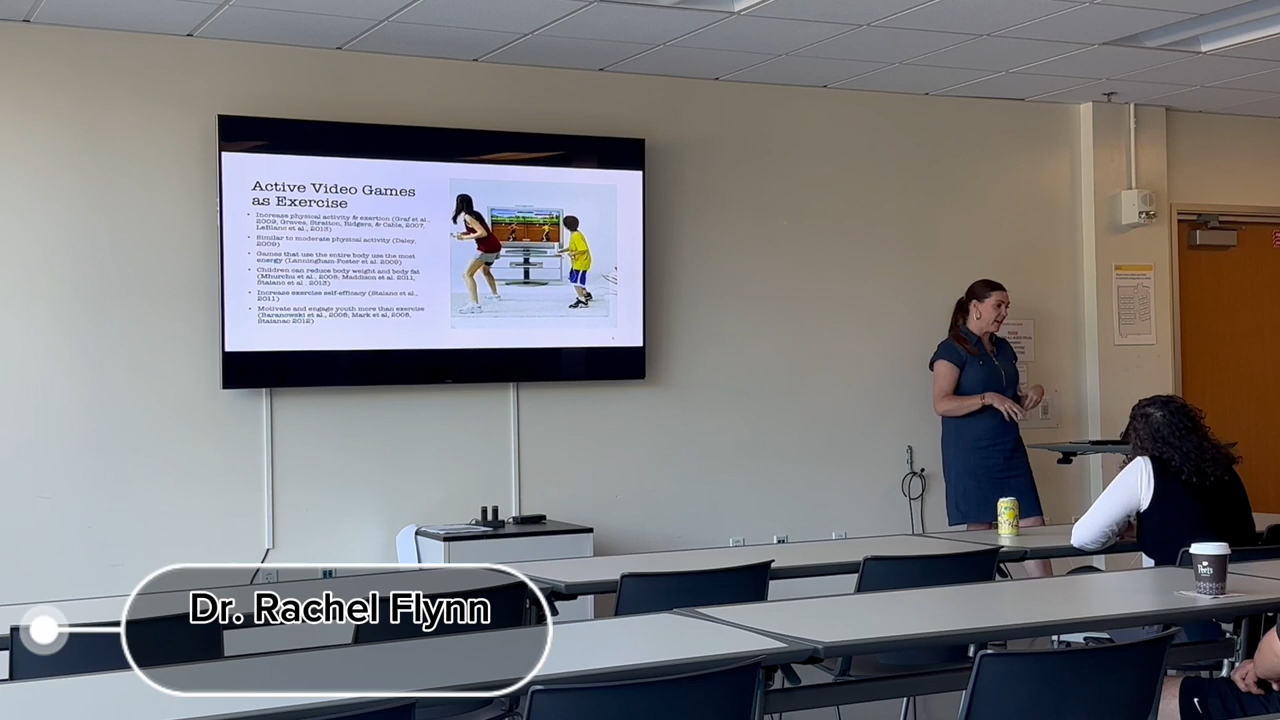 Active Video Games
as Exercise
• Increase physical activity & exertion (Graf et al.,
2009, Graves, Stratton, Ridgers, & Cable, 2007,
LeBlanc et al., 2013)
• Similar to moderate physical activity (Daley,
2009)
• Games that use the entire body use the most
energy (Lanningham-Foster et al. 2009)
• Children can reduce body weight and body fat
(Mhurchu et al., 2008; Maddison et al. 2011,
Staiano et al. 2013)
• Increase exercise self-efficacy (Staiano et al.,
2011)
• Motivate and engage youth more than exercise
(Baranowski et al., 2008, Mark et al, 2008,
Staianao 2012)
Peet's
Dr. Rachel Flynn